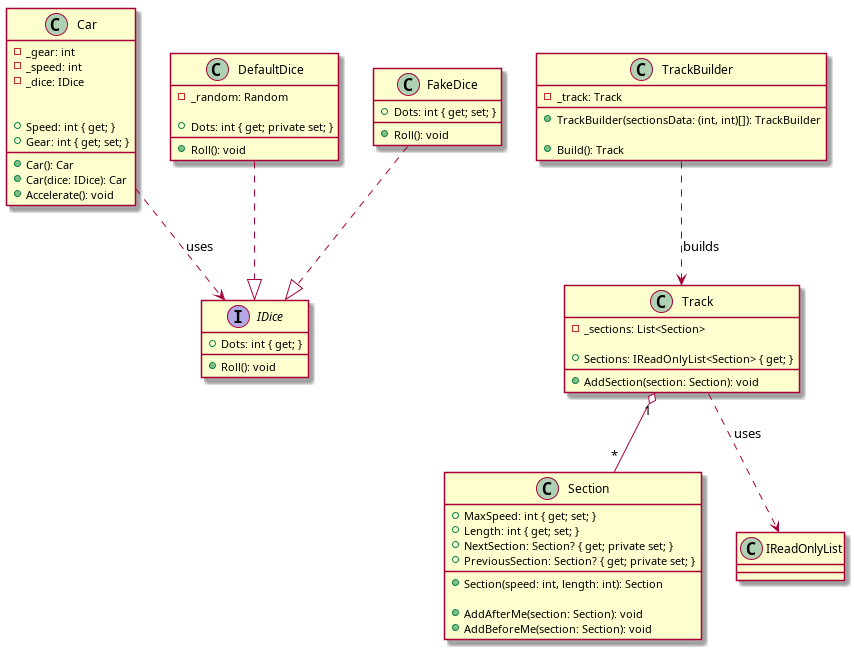 C Car
_gear: int
_speed: int
_dice: IDice
Speed: int { get; }
Gear: int { get; set; }
Car(): Car
Car(dice: IDice): Car
Accelerate(): void
C DefaultDice
_random: Random
Dots: int { get; private set; }
Roll(): void
C FakeDice
Dots: int { get; set; }
Roll(): void
C TrackBuilder
_track: Track
TrackBuilder(sectionsData: (int, int)[]): TrackBuilder
Build(): Track
uses
builds
I IDice
Dots: int { get; }
Roll(): void
C Track
_sections: List<Section>
Sections: IReadOnlyList<Section> { get; }
AddSection(section: Section): void
1
*
uses
C Section
MaxSpeed: int { get; set; }
Length: int { get; set; }
NextSection: Section? { get; private set; }
PreviousSection: Section? { get; private set; }
Section(speed: int, length: int): Section
AddAfterMe(section: Section): void
AddBeforeMe(section: Section): void
C IReadOnlyList